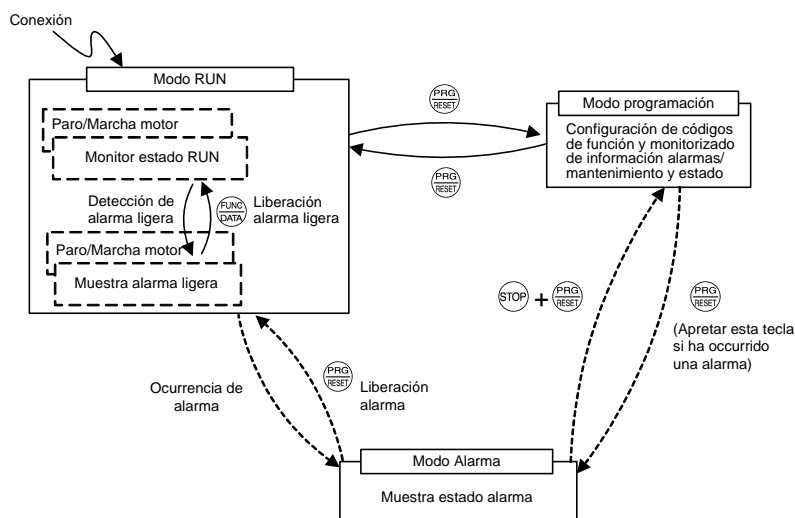 Conexión
Modo RUN
Paro/Marcha motor
Monitor estado RUN
Detección de
alarma ligera
FUNC
DATA
Liberación
alarma ligera
Paro/Marcha motor
Muestra alarma ligera
PRG
RESET
PRG
RESET
Modo programación
Configuración de códigos
de función y monitorizado
de información alarmas/
mantenimiento y estado
STOP + PRG
RESET
PRG
RESET
(Apretar esta tecla
si ha occurrido
una alarma)
Ocurrencia de
alarma
PRG
RESET
Liberación
alarma
Modo Alarma
Muestra estado alarma